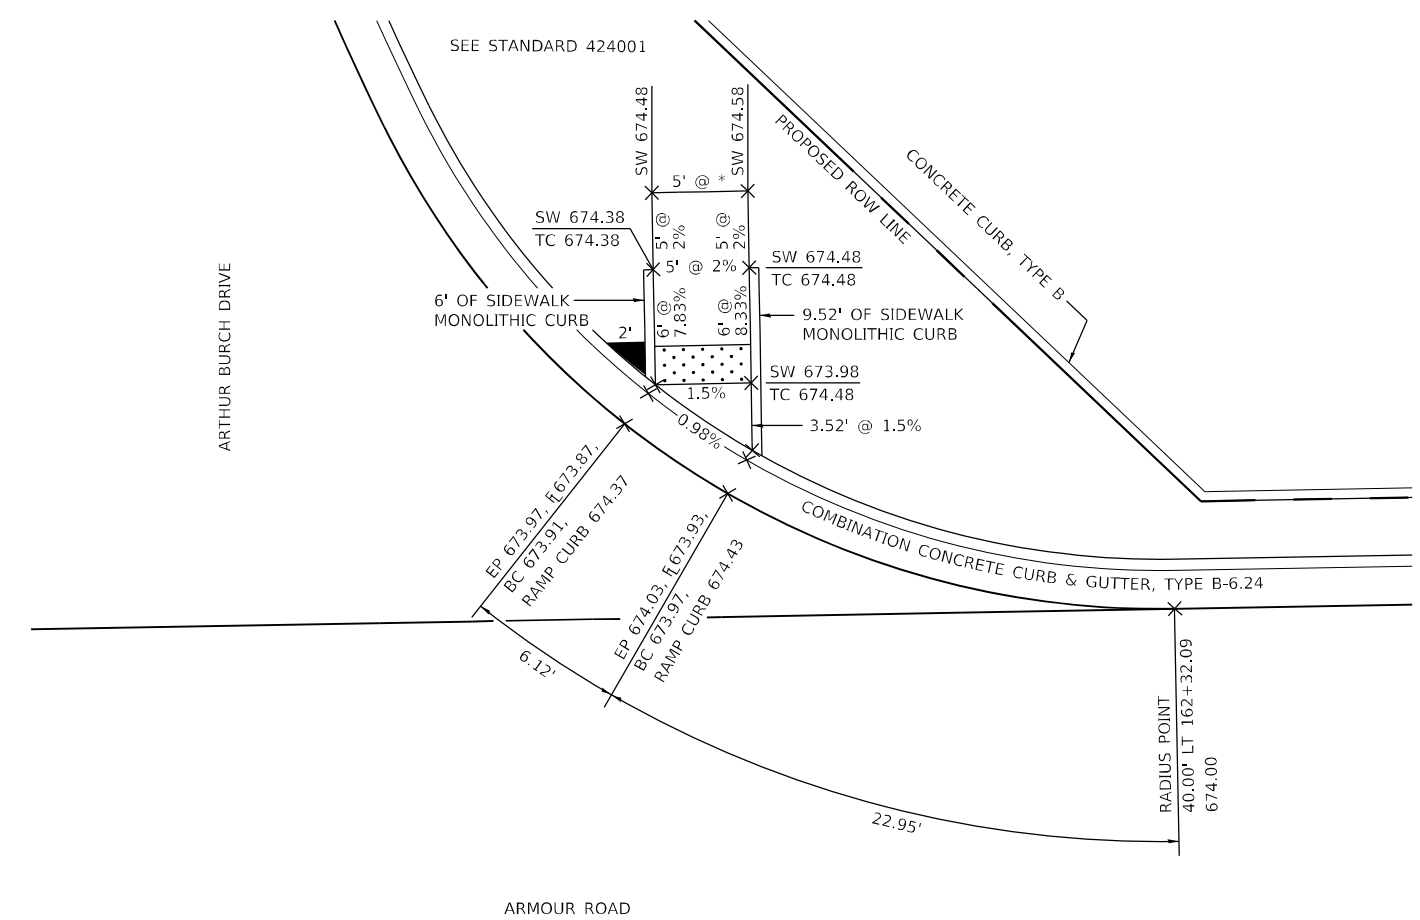 SEE STANDARD 424001
SW 674.48
SW 674.58
PROPOSED ROW LINE
CONCRETE CURB, TYPE B
5' @ *
SW 674.38
TC 674.38
5' @
2%
5' @
2%
5' @ 2%
SW 674.48
TC 674.48
ARTHUR BURCH DRIVE
6' OF SIDEWALK
MONOLITHIC CURB
6' @
7.83%
6' @
8.33%
9.52' OF SIDEWALK
MONOLITHIC CURB
2'
SW 673.98
TC 674.48
1.5%
0.98%
3.52' @ 1.5%
EP 673.97, FL 673.87,
BC 673.91,
RAMP CURB 674.37
EP 674.03, FL 673.93,
BC 673.97,
RAMP CURB 674.43
COMBINATION CONCRETE CURB & GUTTER, TYPE B-6.24
6.12'
22.95'
RADIUS POINT
40.00' LT 162+32.09
674.00
ARMOUR ROAD